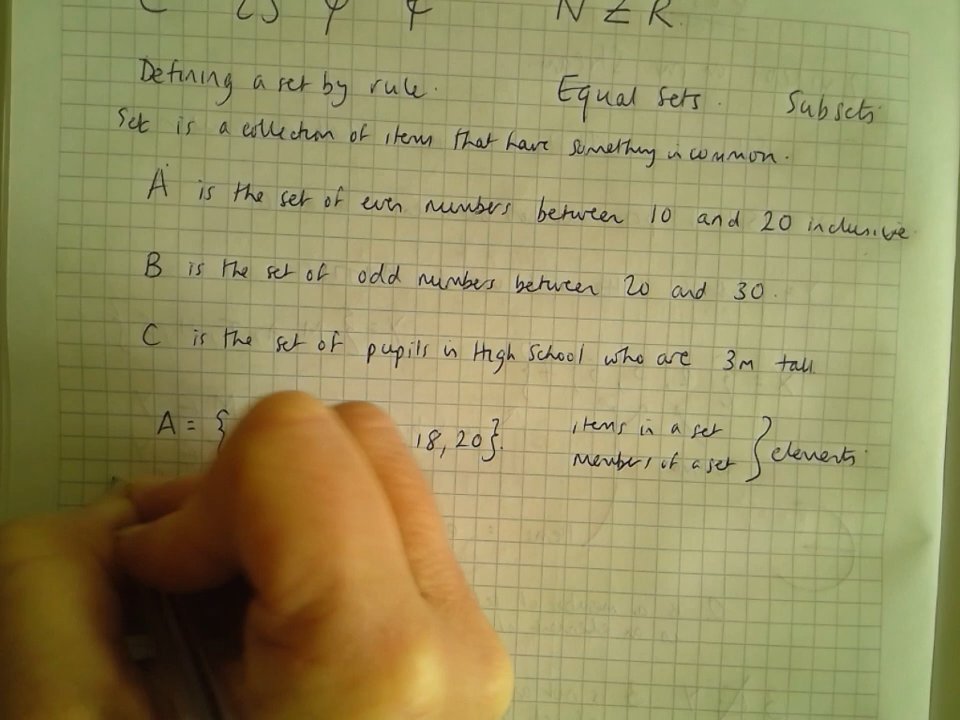 {} N Z R.
Defining a set by rule. Equal sets. Subsets
Set is a collection of items that have something in common.
A is the set of even numbers between 10 and 20 inclusive
B is the set of odd numbers between 20 and 30.
C is the set of pupils in High School who are 3m tall
A = { 18, 20}. items in a set
members of a set } elements